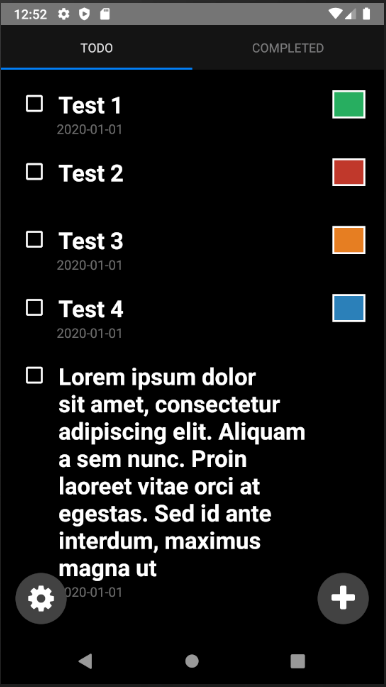 12:52
TODO
COMPLETED
Test 1
2020-01-01
Test 2
Test 3
2020-01-01
Test 4
2020-01-01
Lorem ipsum dolor
sit amet, consectetur
adipiscing elit. Aliquam
a sem nunc. Proin
laoreet vitae orci at
egestas. Sed id ante
interdum, maximus
magna ut
2020-01-01